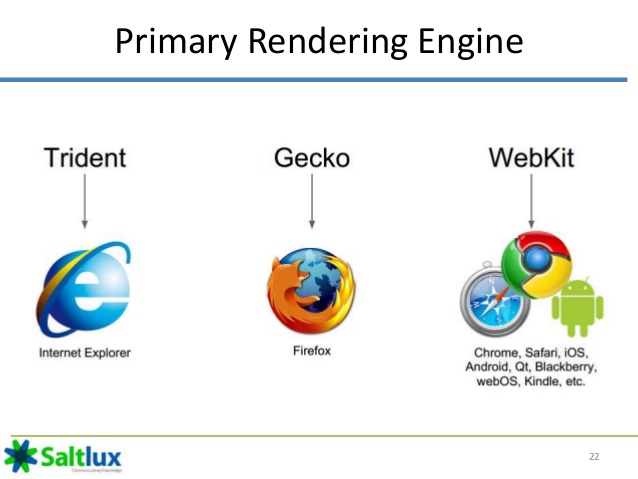 Primary Rendering Engine
Trident
Gecko
WebKit
Internet Explorer
Firefox
Chrome, Safari, iOS,
Android, Qt, Blackberry,
webOS, Kindle, etc.
Saltlux
Communicating Knowledge
22